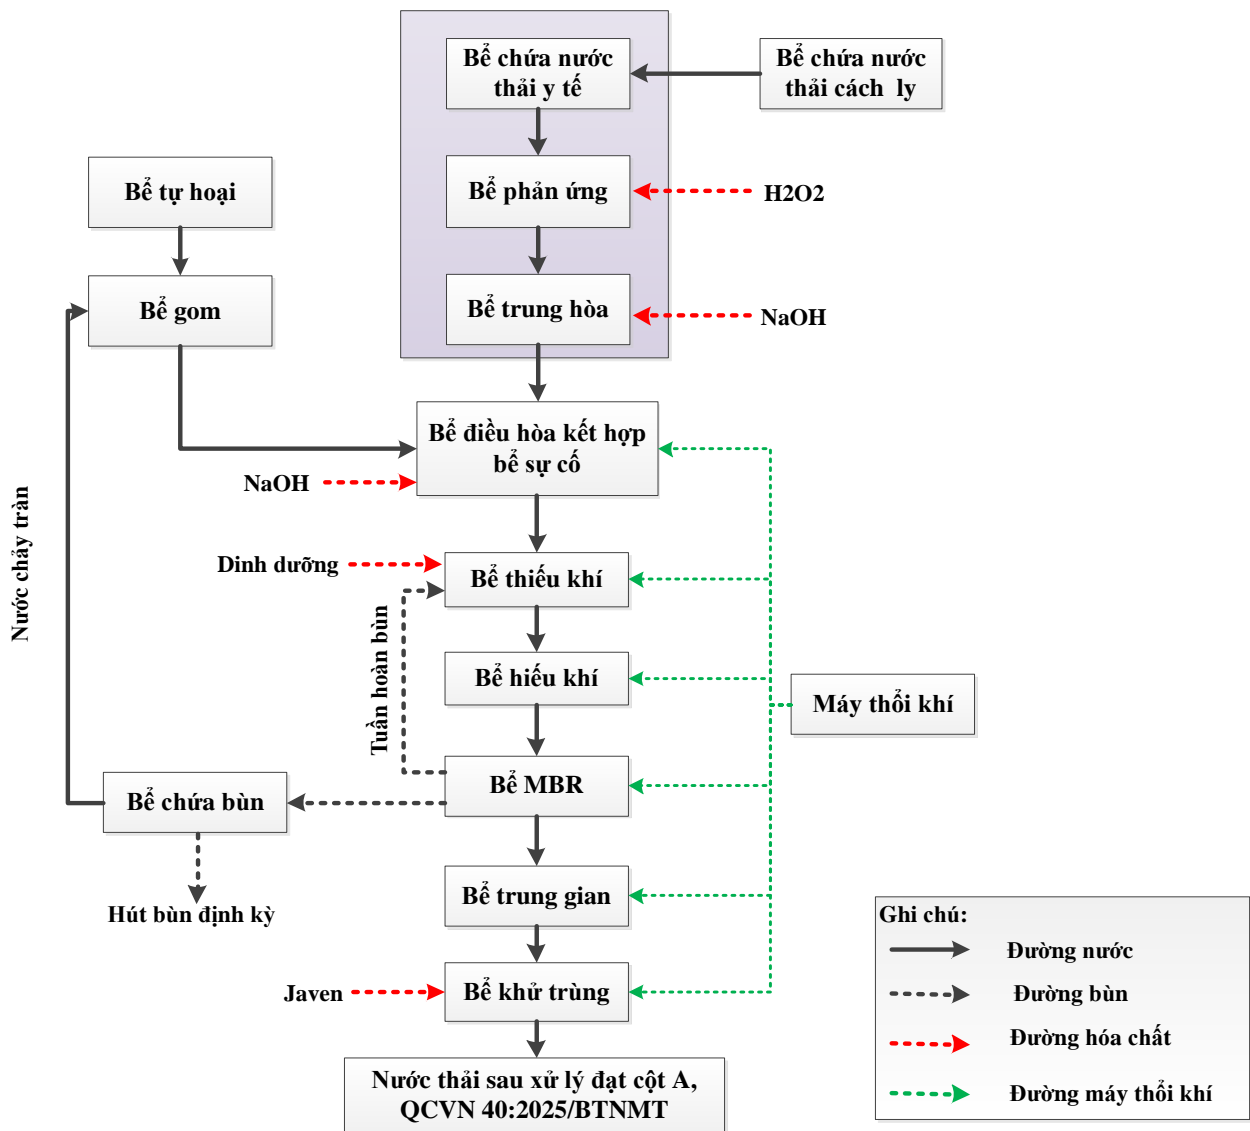 Bể chứa nước
thải y tế
Bể chứa nước
thải cách ly
Bể tự hoại
Bể phản ứng
H2O2
Bể gom
Bể trung hòa
NaOH
Bể điều hòa kết hợp
bể sự cố
NaOH
Nước chảy tràn
Dinh dưỡng
Bể thiếu khí
Tuần hoàn bùn
Bể hiếu khí
Máy thổi khí
Bể MBR
Bể chứa bùn
Bể trung gian
Hút bùn định kỳ
Javen
Bể khử trùng
Nước thải sau xử lý đạt cột A,
QCVN 40:2025/BTNMT
Ghi chú:
Đường nước
Đường bùn
Đường hóa chất
Đường máy thổi khí